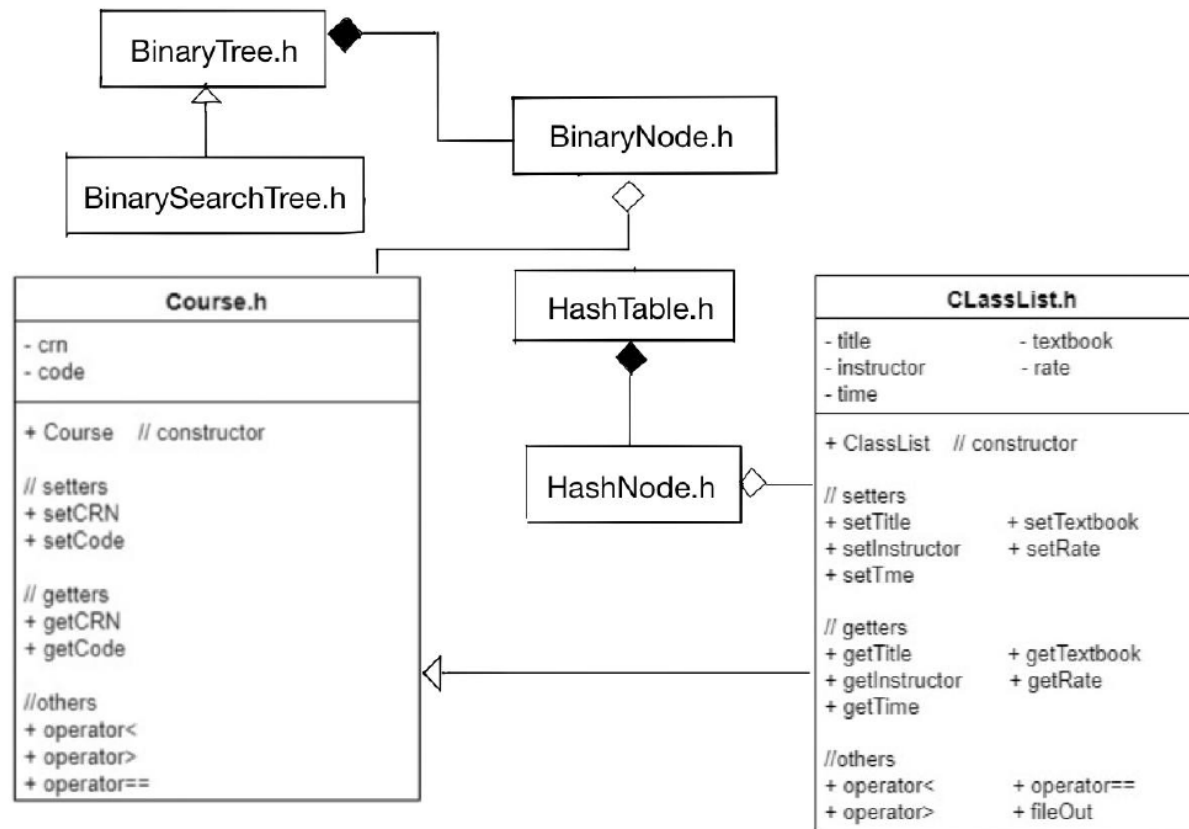 BinaryTree.h
BinaryNode.h
BinarySearchTree.h
Course.h
- crn
- code
+ Course // constructor
// setters
+ setCRN
+ setCode
// getters
+ getCRN
+ getCode
//others
+ operator<
+ operator>
+ operator==
HashTable.h
HashNode.h
CLassList.h
- title - textbook
- instructor - rate
- time
+ ClassList // constructor
// setters
+ setTitle + setTextbook
+ setInstructor + setRate
+ setTme
// getters
+ getTitle + getTextbook
+ getInstructor + getRate
+ getTime
//others
+ operator< + operator==
+ operator> + fileOut